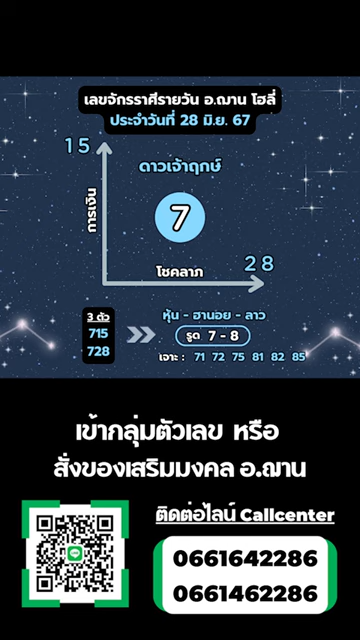 เลขจักรราศีรายวัน อ.ฌาน โฮลี่
ประจำวันที่ 28 มิ.ย. 67
15
ดาวเจ้าฤกษ์
การเงิน
7
โชคลาภ
28
3 ตัว
715
728
หุ้น - ฮานอย - ลาว
รูด 7 - 8
เจาะ : 71 72 75 81 82 85
เข้ากลุ่มตัวเลข หรือ
สั่งของเสริมมงคล อ.ฌาน
ติดต่อไลน์ Callcenter
0661642286
0661462286